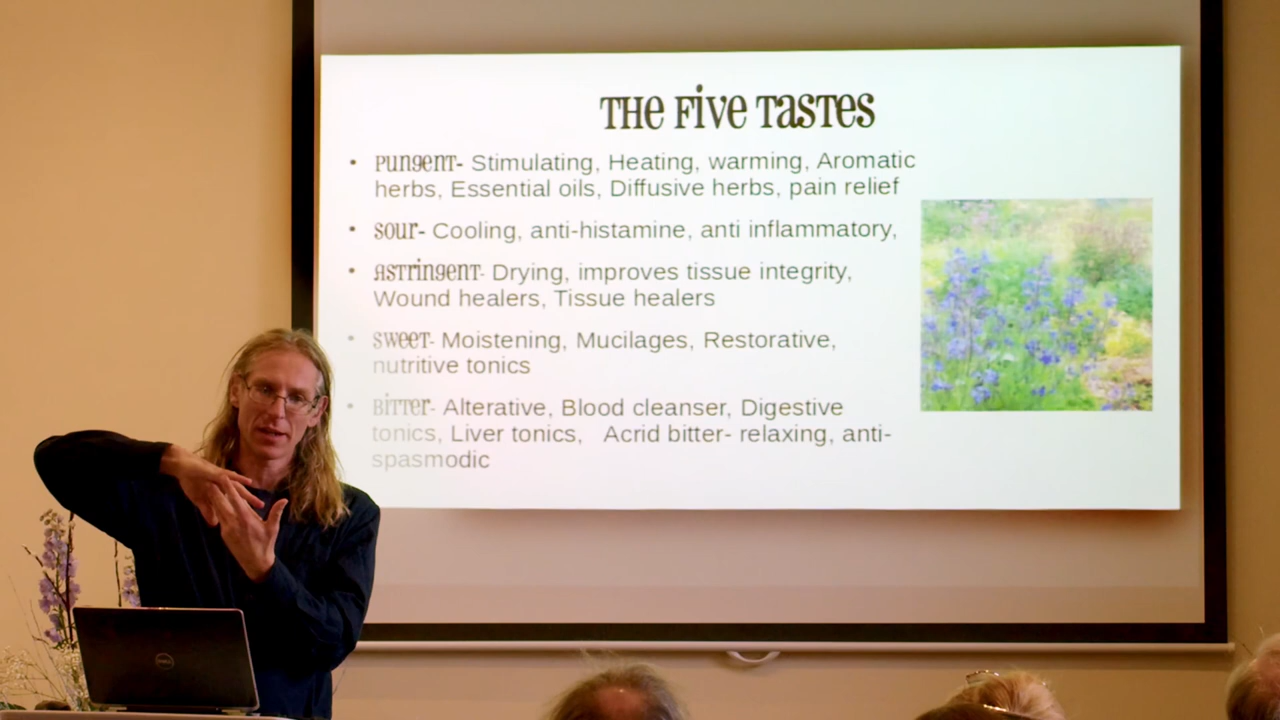 THE FIVE TASTES
• PUNGENT- Stimulating, Heating, warming, Aromatic
herbs, Essential oils, Diffusive herbs, pain relief
• SOUR- Cooling, anti-histamine, anti inflammatory,
• ASTRINGENT- Drying, improves tissue integrity,
Wound healers, Tissue healers
• SWEET- Moistening, Mucilages, Restorative,
nutritive tonics
• BITTER- Alterative, Blood cleanser, Digestive
tonics, Liver tonics, Acrid bitter- relaxing, anti-
spasmodic
DELL